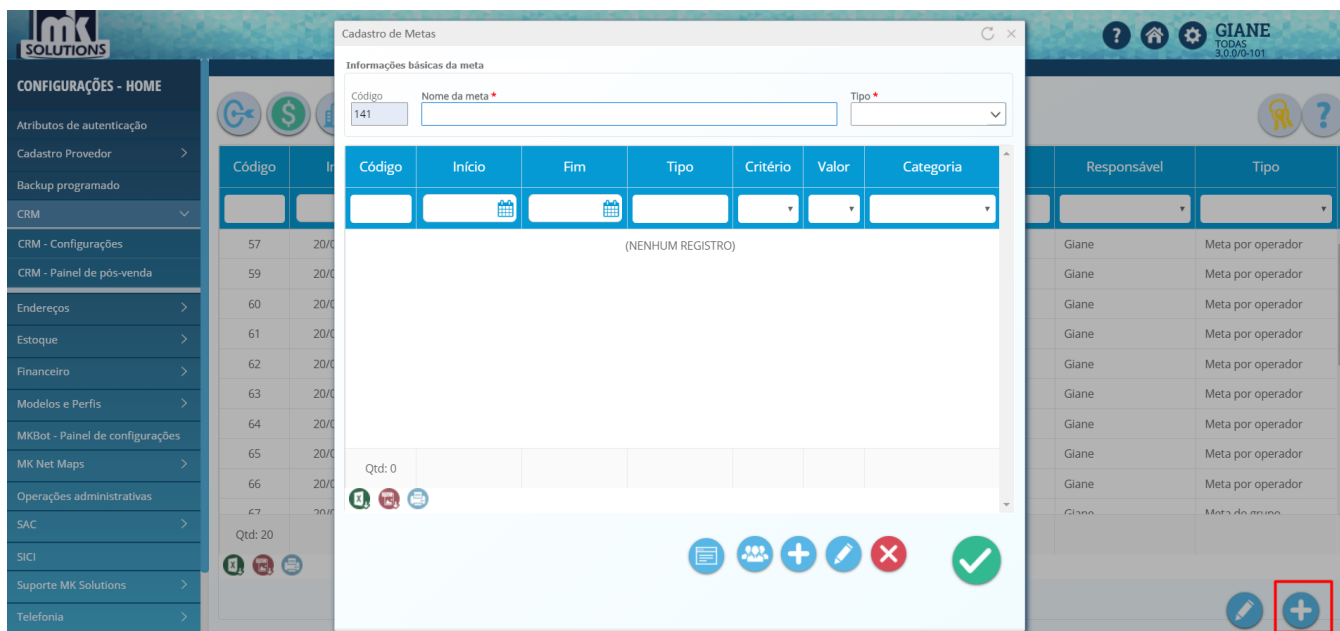 mk
SOLUTIONS
GIANE
TODAS
3.0.0/0-101
CONFIGURAÇÕES - HOME
Atributos de autenticação
Cadastro Provedor
Backup programado
CRM
CRM - Configurações
CRM - Painel de pós-venda
Endereços
Estoque
Financeiro
Modelos e Perfis
MKBot - Painel de configurações
MK Net Maps
Operações administrativas
SAC
SICI
Suporte MK Solutions
Telefonia
Cadastro de Metas
Informações básicas da meta
Código Nome da meta * Tipo *
141
Código Início Fim Tipo Critério Valor Categoria
(NENHUM REGISTRO)
Qtd: 0
Código Responsável Tipo
57 Giane Meta por operador
59 Giane Meta por operador
60 Giane Meta por operador
61 Giane Meta por operador
62 Giane Meta por operador
63 Giane Meta por operador
64 Giane Meta por operador
65 Giane Meta por operador
66 Giane Meta por operador
67 Giane Meta do grupo
Qtd: 20